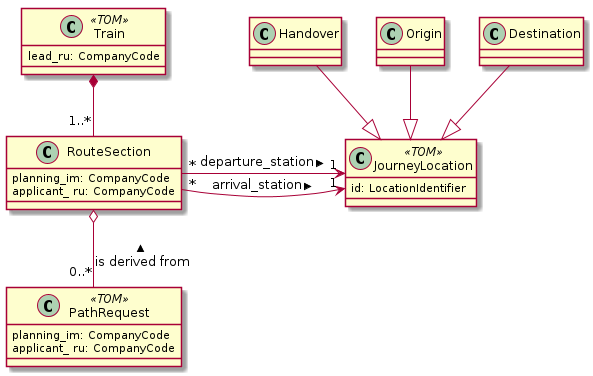 C «TOM» Train
lead_ru: CompanyCode
C Handover
C Origin
C Destination
1..*
C RouteSection
planning_im: CompanyCode
applicant_ ru: CompanyCode
* departure_station ▶ 1
* arrival_station ▶ 1
C «TOM» JourneyLocation
id: LocationIdentifier
▲
is derived from
0..*
C «TOM» PathRequest
planning_im: CompanyCode
applicant_ ru: CompanyCode